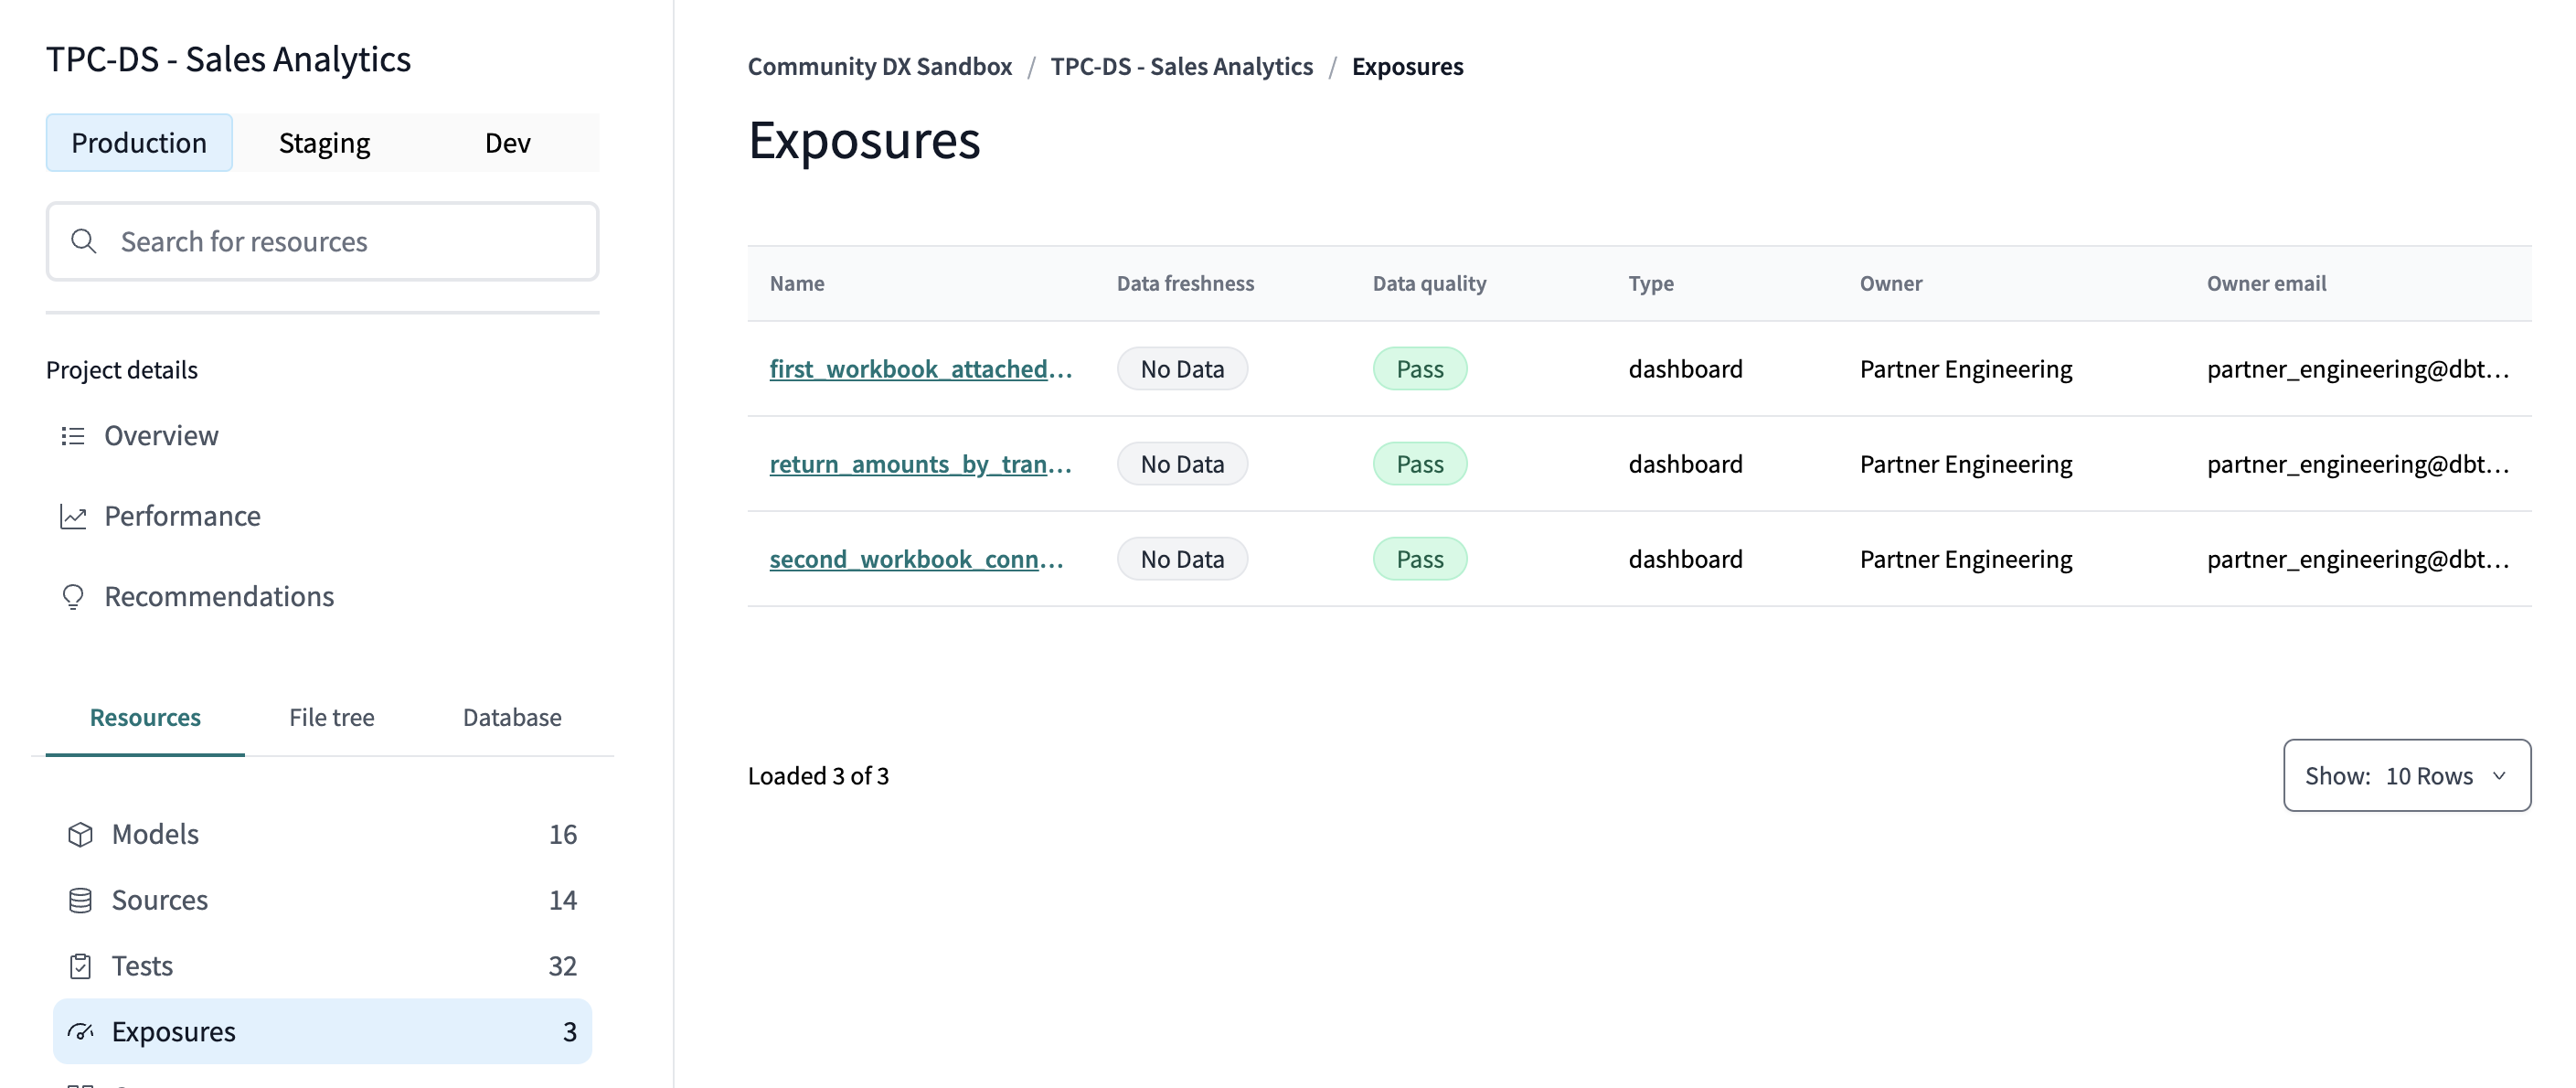 TPC-DS - Sales Analytics
Production Staging Dev
Search for resources
Project details
Overview
Performance
Recommendations
Resources File tree Database
Models 16
Sources 14
Tests 32
Exposures 3
Community DX Sandbox / TPC-DS - Sales Analytics / Exposures
Exposures
Name Data freshness Data quality Type Owner Owner email
first_workbook_attached... No Data Pass dashboard Partner Engineering partner_engineering@dbt...
return_amounts_by_tran... No Data Pass dashboard Partner Engineering partner_engineering@dbt...
second_workbook_conn... No Data Pass dashboard Partner Engineering partner_engineering@dbt...
Loaded 3 of 3
Show: 10 Rows